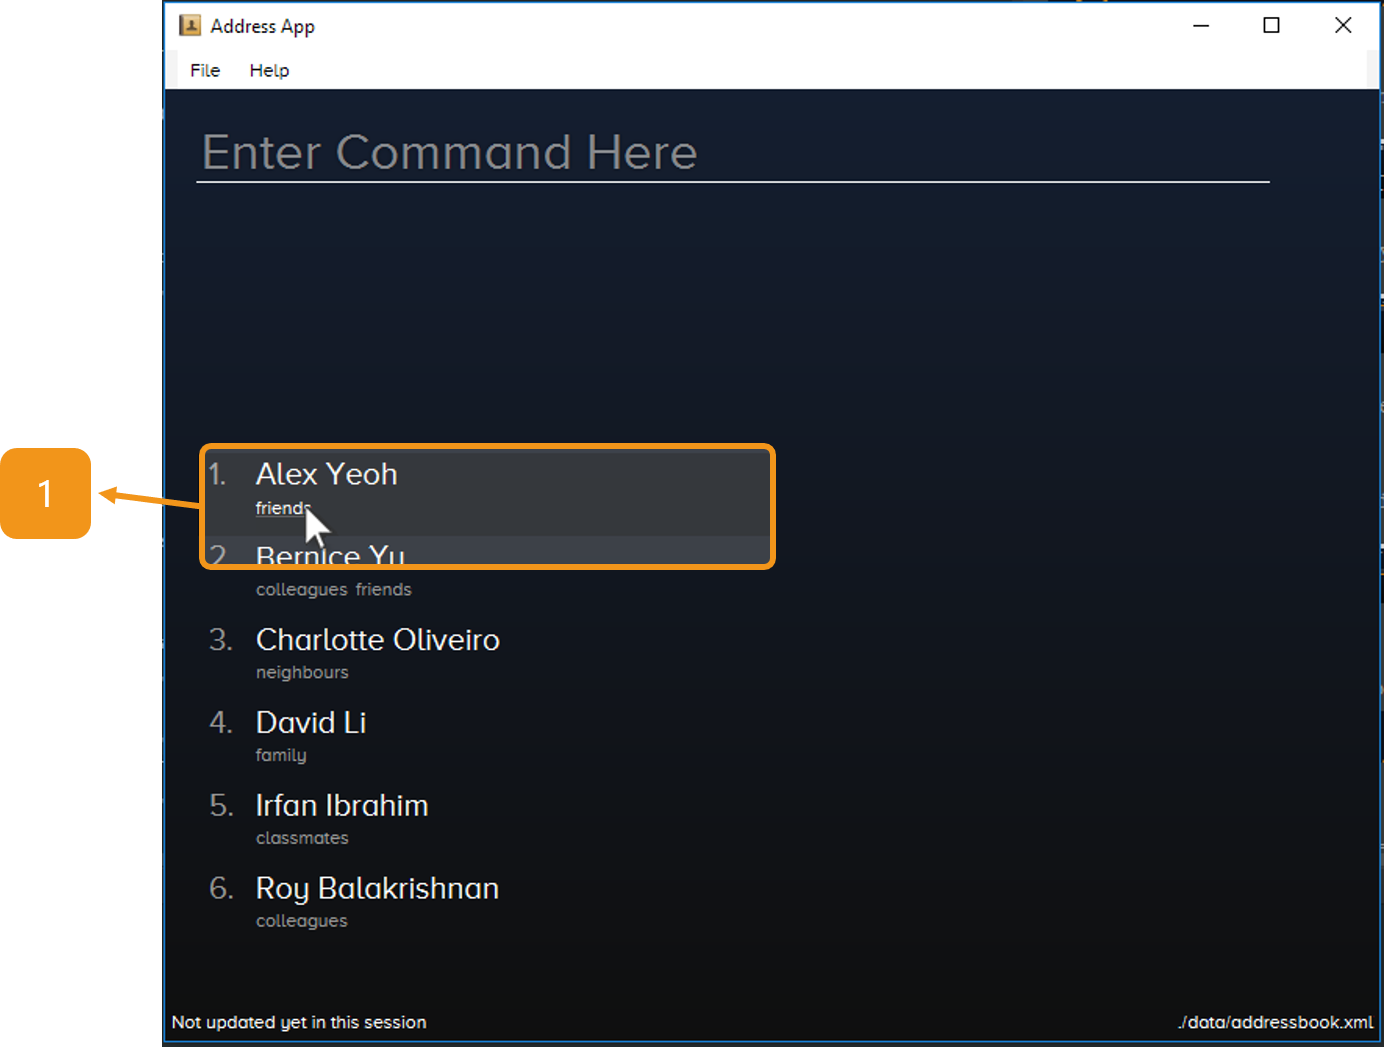 Address App
File Help
Enter Command Here
1
1. Alex Yeoh
friends
2 Bernice Yu
colleagues friends
3. Charlotte Oliveiro
neighbours
4. David Li
family
5. Irfan Ibrahim
classmates
6. Roy Balakrishnan
colleagues
Not updated yet in this session
./data/addressbook.xml